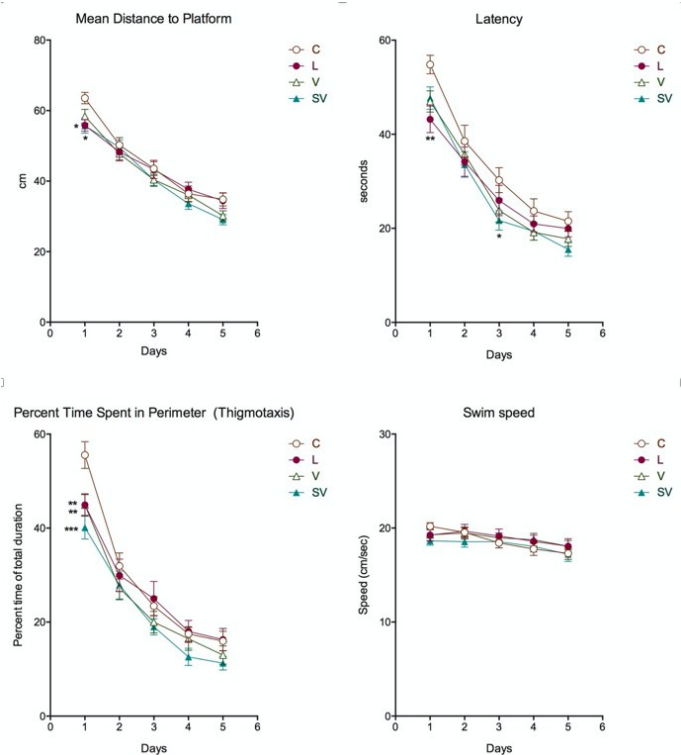 Mean Distance to Platform
80
60
40
20
0
cm
0 1 2 3 4 5 6
Days
C
L
V
SV
*
*
Latency
60
40
20
0
seconds
0 1 2 3 4 5 6
Days
C
L
V
SV
**
*
Percent Time Spent in Perimeter (Thigmotaxis)
60
40
20
0
Percent time of total duration
0 1 2 3 4 5 6
Days
C
L
V
SV
**
**
***
Swim speed
30
20
10
0
Speed (cm/sec)
0 1 2 3 4 5 6
Days
C
L
V
SV